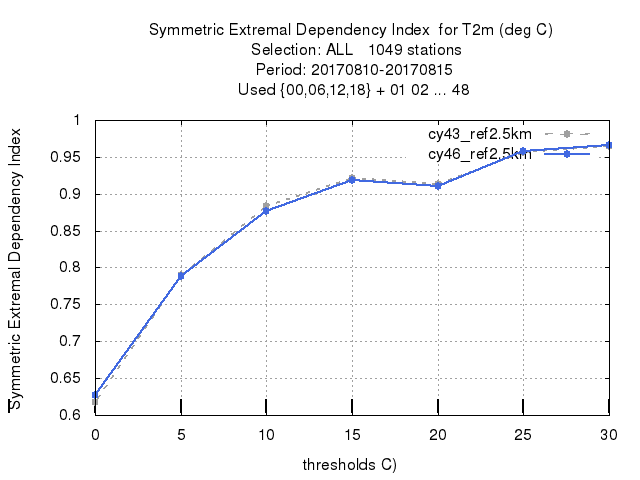 Symmetric Extremal Dependency Index  for T2m (deg C)
Selection: ALL   1049 stations
Period: 20170810-20170815
Used {00,06,12,18} + 01 02 ... 48
Symmetric Extremal Dependency Index
1
0.95
0.9
0.85
0.8
0.75
0.7
0.65
0.6
cy43_ref2.5km
cy46_ref2.5km
0 5 10 15 20 25 30
thresholds C)